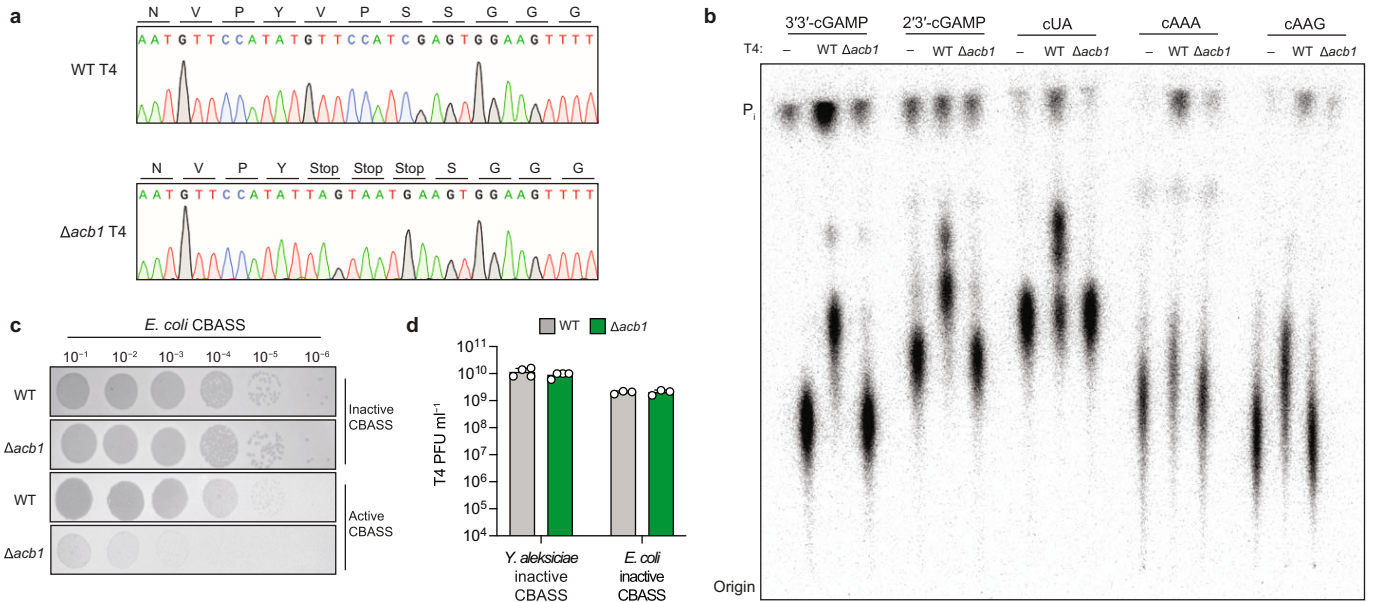 a
N V P Y V P S S G G G
A A T G T T C C A T A T G T T C C A T C G A G T G G A A G T T T T
WT T4
N V P Y Stop Stop Stop S G G G
A A T G T T C C A T A T T A G T A A T G A A G T G G A A G T T T T
Δacb1 T4
b
3′3′-cGAMP 2′3′-cGAMP cUA cAAA cAAG
T4: – WT Δacb1 – WT Δacb1 – WT Δacb1 – WT Δacb1 – WT Δacb1
Pi
Origin
c
E. coli CBASS
10⁻¹ 10⁻² 10⁻³ 10⁻⁴ 10⁻⁵ 10⁻⁶
WT
Δacb1
Inactive
CBASS
WT
Δacb1
Active
CBASS
d
WT Δacb1
T4 PFU ml⁻¹
10¹¹
10¹⁰
10⁹
10⁸
10⁷
10⁶
10⁵
10⁴
Y. aleksiciae
inactive
CBASS
E. coli
inactive
CBASS